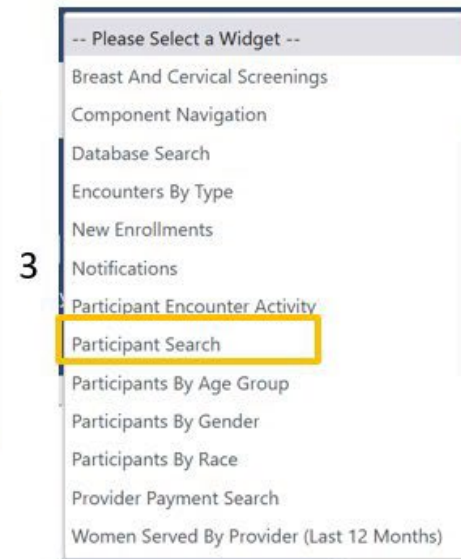 -- Please Select a Widget --
Breast And Cervical Screenings
Component Navigation
Database Search
Encounters By Type
New Enrollments
3
Notifications
Participant Encounter Activity
Participant Search
Participants By Age Group
Participants By Gender
Participants By Race
Provider Payment Search
Women Served By Provider (Last 12 Months)